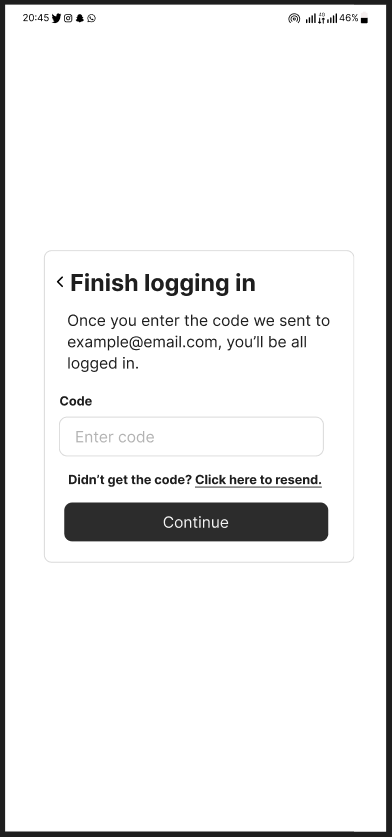 20:45 46%
4G
Finish logging in
Once you enter the code we sent to
example@email.com, you’ll be all
logged in.
Code
Enter code
Didn’t get the code? Click here to resend.
Continue